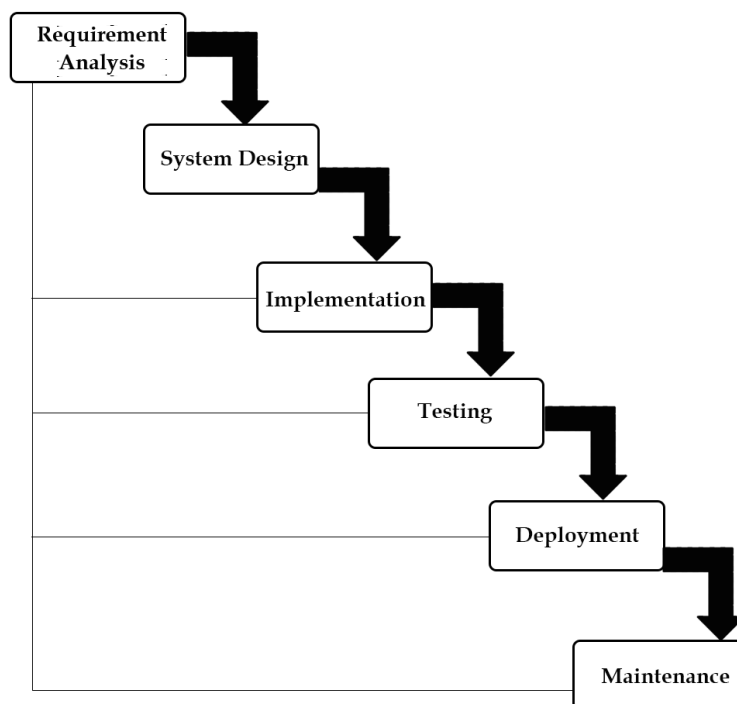 Requirement
Analysis
System Design
Implementation
Testing
Deployment
Maintenance